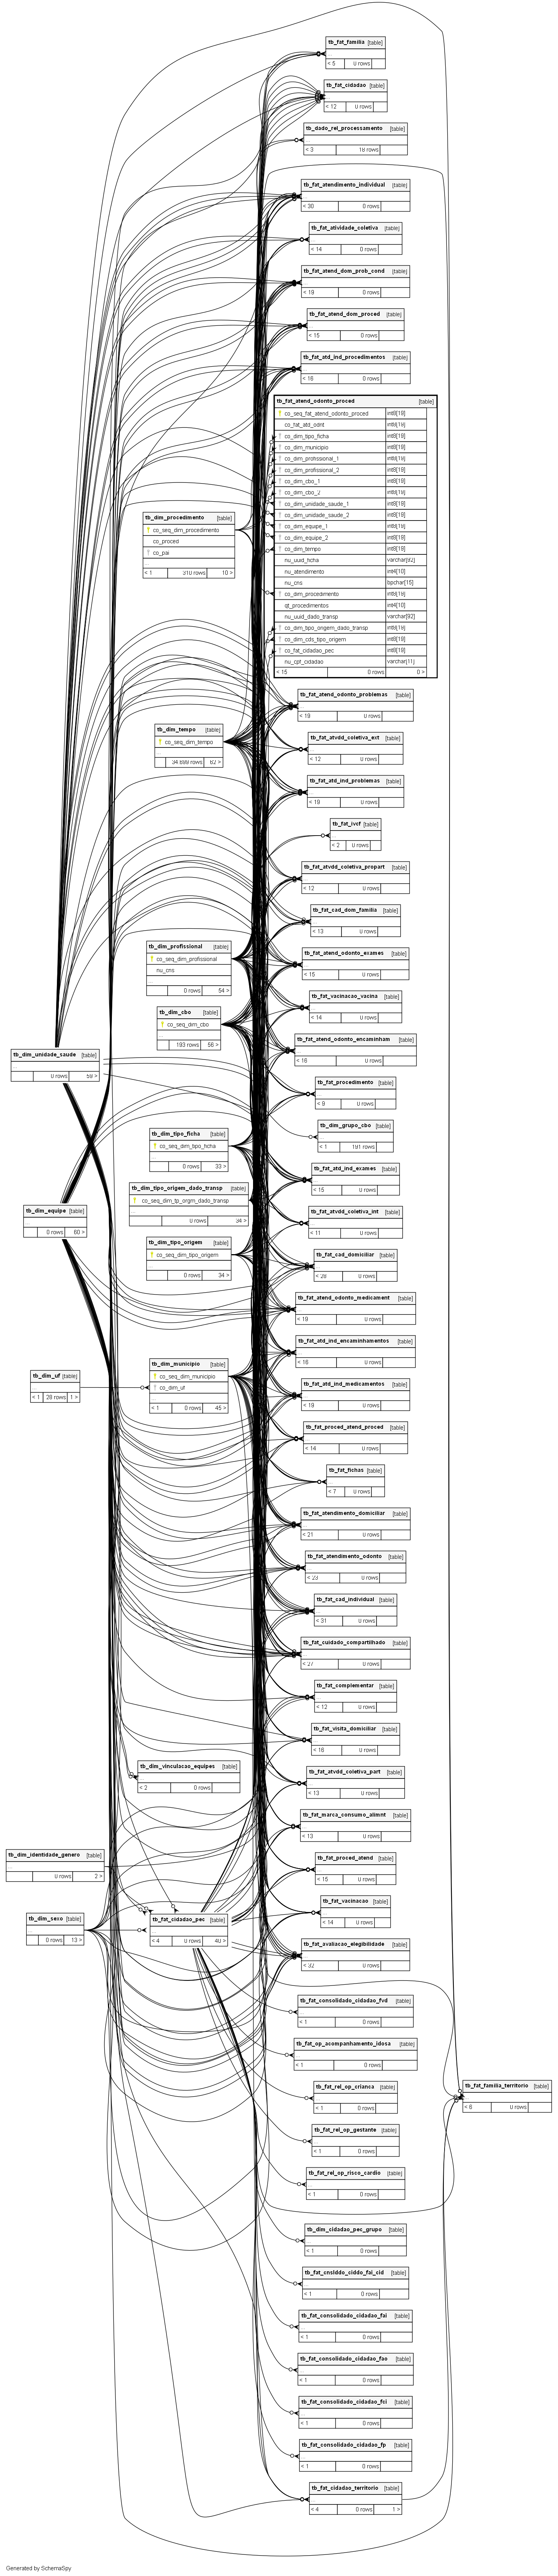 tb_fat_familia [table]
...
< 5 0 rows
tb_fat_cidadao [table]
...
< 12 0 rows
tb_dado_rel_processamento [table]
...
< 3 18 rows
tb_fat_atendimento_individual [table]
...
< 30 0 rows
tb_fat_atividade_coletiva [table]
...
< 14 0 rows
tb_fat_atend_dom_prob_cond [table]
...
< 19 0 rows
tb_fat_atend_dom_proced [table]
...
< 15 0 rows
tb_fat_atd_ind_procedimentos [table]
...
< 18 0 rows
tb_fat_atend_odonto_proced [table]
co_seq_fat_atend_odonto_proced int8[19]
co_fat_atd_odnt int8[19]
co_dim_tipo_ficha int8[19]
co_dim_municipio int8[19]
co_dim_profissional_1 int8[19]
co_dim_profissional_2 int8[19]
co_dim_cbo_1 int8[19]
co_dim_cbo_2 int8[19]
co_dim_unidade_saude_1 int8[19]
co_dim_unidade_saude_2 int8[19]
co_dim_equipe_1 int8[19]
co_dim_equipe_2 int8[19]
co_dim_tempo int8[19]
nu_uuid_ficha varchar[92]
nu_atendimento int4[10]
nu_cns bpchar[15]
co_dim_procedimento int8[19]
qt_procedimentos int4[10]
nu_uuid_dado_transp varchar[92]
co_dim_tipo_origem_dado_transp int8[19]
co_dim_cds_tipo_origem int8[19]
co_fat_cidadao_pec int8[19]
nu_cpf_cidadao varchar[11]
< 15 0 rows 0 >
tb_dim_procedimento [table]
co_seq_dim_procedimento
co_proced
...
co_pai
< 1 310 rows 10 >
tb_fat_atend_odonto_problemas [table]
...
< 19 0 rows
tb_dim_tempo [table]
co_seq_dim_tempo
...
34 699 rows 62 >
tb_fat_atvdd_coletiva_ext [table]
...
< 12 0 rows
tb_fat_atd_ind_problemas [table]
...
< 19 0 rows
tb_fat_ivcf [table]
...
< 2 0 rows
tb_fat_atvdd_coletiva_propart [table]
...
< 12 0 rows
tb_fat_cad_dom_familia [table]
...
< 13 0 rows
tb_dim_profissional [table]
co_seq_dim_profissional
nu_cns
...
0 rows 54 >
tb_fat_atend_odonto_exames [table]
...
< 15 0 rows
tb_fat_vacinacao_vacina [table]
...
< 14 0 rows
tb_dim_cbo [table]
co_seq_dim_cbo
...
193 rows 56 >
tb_fat_atend_odonto_encaminham [table]
...
< 16 0 rows
tb_dim_unidade_saude [table]
...
0 rows 59 >
tb_fat_procedimento [table]
...
< 9 0 rows
tb_dim_grupo_cbo [table]
...
< 1 191 rows
tb_dim_tipo_ficha [table]
co_seq_dim_tipo_ficha
...
0 rows 33 >
tb_fat_atd_ind_exames [table]
...
< 15 0 rows
tb_dim_tipo_origem_dado_transp [table]
co_seq_dim_tp_orgm_dado_transp
...
0 rows 34 >
tb_dim_equipe [table]
...
0 rows 60 >
tb_fat_atvdd_coletiva_int [table]
...
< 11 0 rows
tb_dim_tipo_origem [table]
co_seq_dim_tipo_origem
...
0 rows 34 >
tb_fat_cad_domiciliar [table]
...
< 28 0 rows
tb_fat_atend_odonto_medicament [table]
...
< 19 0 rows
tb_fat_atd_ind_encaminhamentos [table]
...
< 18 0 rows
tb_dim_uf [table]
...
< 1 28 rows 1 >
tb_dim_municipio [table]
co_seq_dim_municipio
co_dim_uf
...
< 1 0 rows 45 >
tb_fat_atd_ind_medicamentos [table]
...
< 19 0 rows
tb_fat_proced_atend_proced [table]
...
< 14 0 rows
tb_fat_fichas [table]
...
< 7 0 rows
tb_fat_atendimento_domiciliar [table]
...
< 21 0 rows
tb_fat_atendimento_odonto [table]
...
< 23 0 rows
tb_fat_cad_individual [table]
...
< 31 0 rows
tb_fat_cuidado_compartilhado [table]
...
< 27 0 rows
tb_fat_complementar [table]
...
< 12 0 rows
tb_fat_visita_domiciliar [table]
...
< 18 0 rows
tb_dim_vinculacao_equipes [table]
...
< 2 0 rows
tb_fat_atvdd_coletiva_part [table]
...
< 13 0 rows
tb_fat_marca_consumo_alimnt [table]
...
< 13 0 rows
tb_dim_identidade_genero [table]
...
0 rows 2 >
tb_fat_proced_atend [table]
...
< 15 0 rows
tb_dim_sexo [table]
...
0 rows 13 >
tb_fat_cidadao_pec [table]
...
< 4 0 rows 40 >
tb_fat_vacinacao [table]
...
< 14 0 rows
tb_fat_avaliacao_elegibilidade [table]
...
< 32 0 rows
tb_fat_consolidado_cidadao_fvd [table]
...
< 1 0 rows
tb_fat_op_acompanhamento_idosa [table]
...
< 1 0 rows
tb_fat_rel_op_crianca [table]
...
< 1 0 rows
tb_fat_familia_territorio [table]
...
< 6 0 rows
tb_fat_rel_op_gestante [table]
...
< 1 0 rows
tb_fat_rel_op_risco_cardio [table]
...
< 1 0 rows
tb_dim_cidadao_pec_grupo [table]
...
< 1 0 rows
tb_fat_cnslddo_ciddo_fai_cid [table]
...
< 1 0 rows
tb_fat_consolidado_cidadao_fai [table]
...
< 1 0 rows
tb_fat_consolidado_cidadao_fao [table]
...
< 1 0 rows
tb_fat_consolidado_cidadao_fci [table]
...
< 1 0 rows
tb_fat_consolidado_cidadao_fp [table]
...
< 1 0 rows
tb_fat_cidadao_territorio [table]
...
< 4 0 rows 1 >
Generated by SchemaSpy